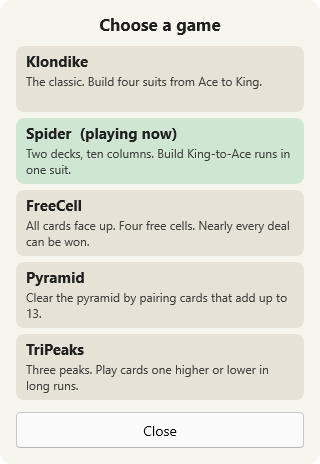 Choose a game
Klondike
The classic. Build four suits from Ace to King.
Spider (playing now)
Two decks, ten columns. Build King-to-Ace runs in
one suit.
FreeCell
All cards face up. Four free cells. Nearly every deal
can be won.
Pyramid
Clear the pyramid by pairing cards that add up to
13.
TriPeaks
Three peaks. Play cards one higher or lower in
long runs.
Close